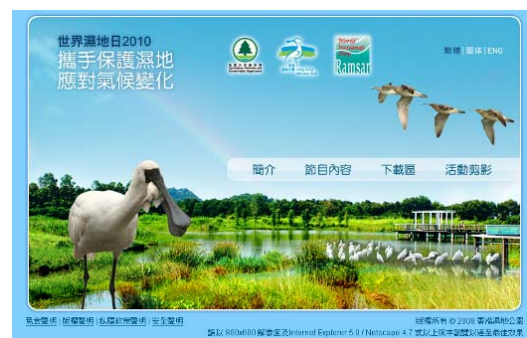 世界濕地日2010
攜手保護濕地
應對氣候變化
World
Wetlands
Day
Ramsar
繁體 | 簡体 | ENG
簡介 節目內容 下載區 活動剪影
免責聲明 | 版權聲明 | 私隱政策聲明 | 安全聲明
版權所有 © 2009 香港濕地公園
請以 800x600 解像度及Internet Explorer 5.0 / Netscape 4.7 或以上版本瀏覽以達至最佳效果